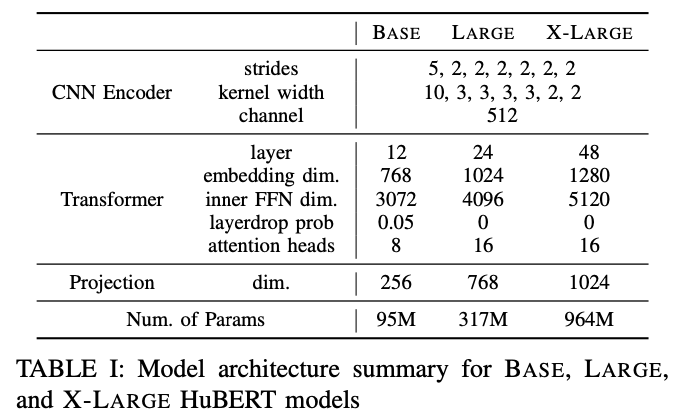 BASE LARGE X-LARGE
CNN Encoder strides 5, 2, 2, 2, 2, 2, 2
kernel width 10, 3, 3, 3, 3, 2, 2
channel 512
Transformer layer 12 24 48
embedding dim. 768 1024 1280
inner FFN dim. 3072 4096 5120
layerdrop prob 0.05 0 0
attention heads 8 16 16
Projection dim. 256 768 1024
Num. of Params 95M 317M 964M
TABLE I: Model architecture summary for BASE, LARGE,
and X-LARGE HuBERT models